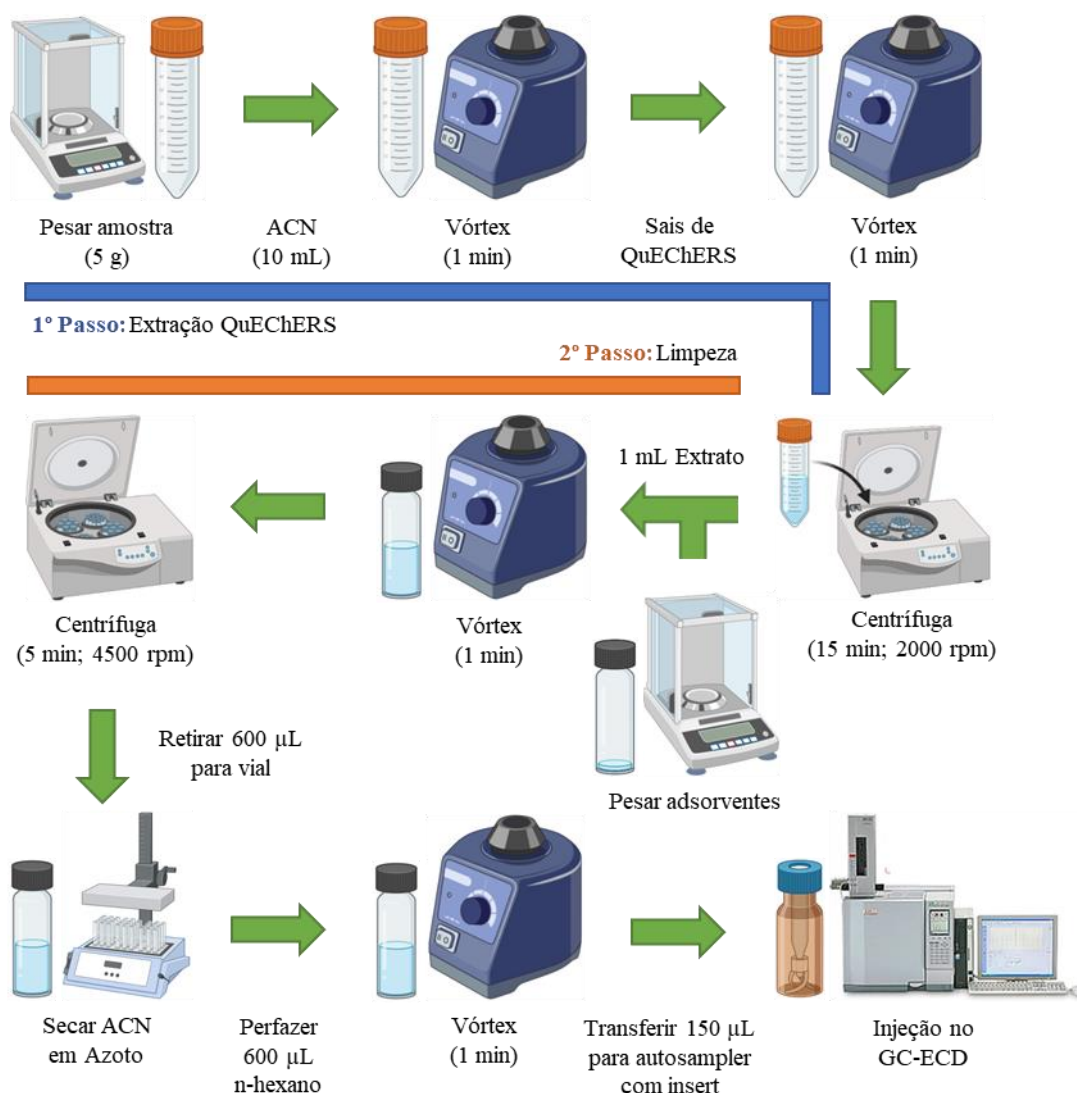 Pesar amostra
(5 g)
ACN
(10 mL)
Vórtex
(1 min)
Sais de
QuEChERS
Vórtex
(1 min)
1º Passo: Extração QuEChERS
2º Passo: Limpeza
1 mL Extrato
Centrífuga
(15 min; 2000 rpm)
Vórtex
(1 min)
Centrífuga
(5 min; 4500 rpm)
Pesar adsorventes
Retirar 600 µL
para vial
Secar ACN
em Azoto
Perfazer
600 µL
n-hexano
Vórtex
(1 min)
Transferir 150 µL
para autosampler
com insert
Injeção no
GC-ECD